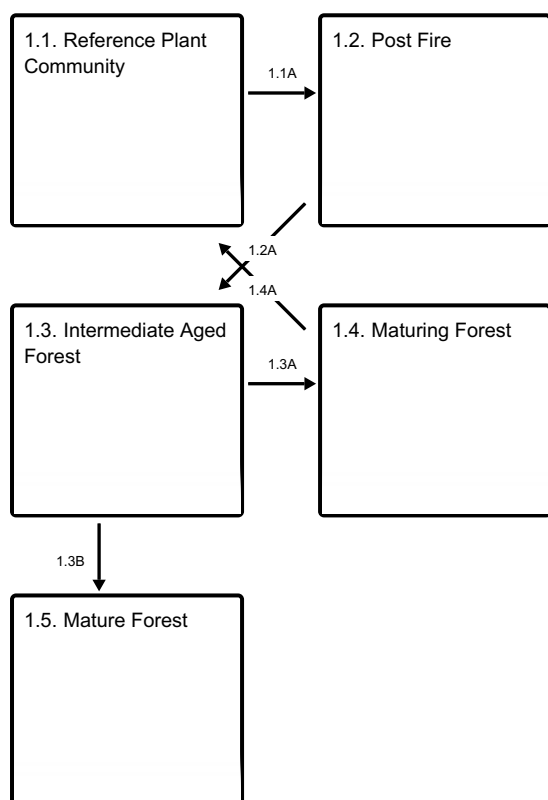 1.1. Reference Plant
Community
1.1A
1.2. Post Fire
1.2A
1.4A
1.3. Intermediate Aged
Forest
1.3A
1.4. Maturing Forest
1.3B
1.5. Mature Forest